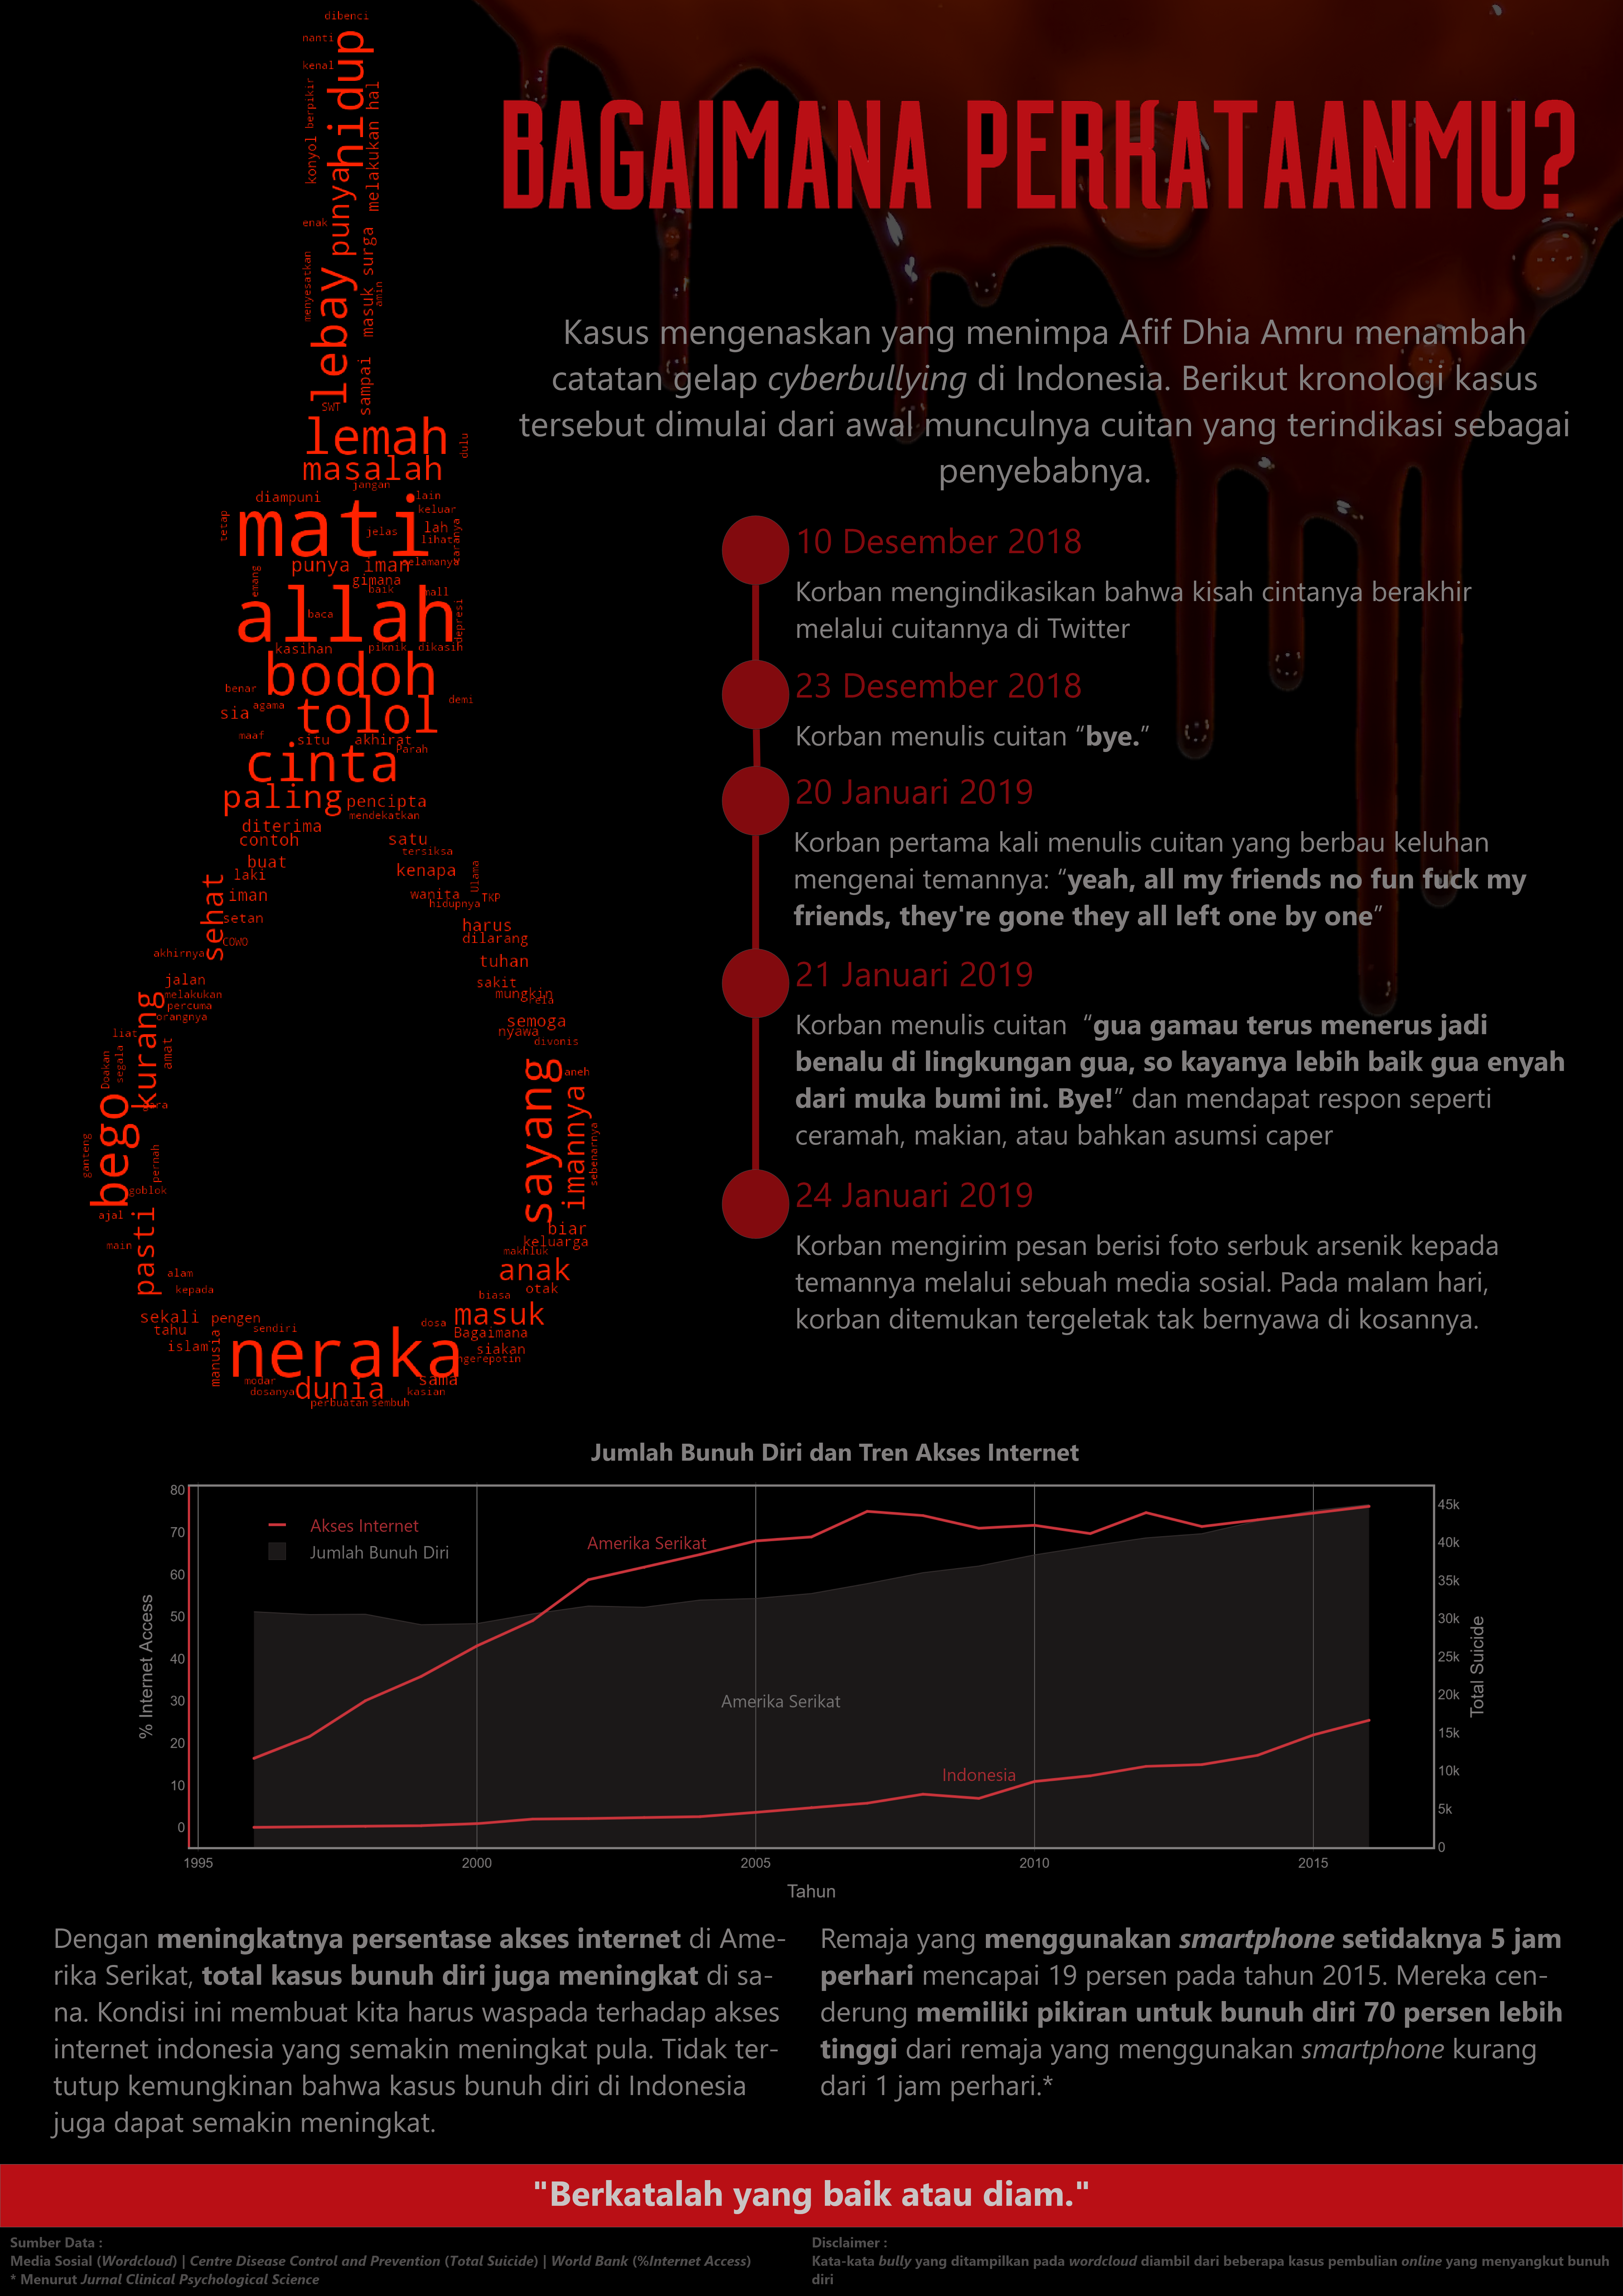 BAGAIMANA PERKATAANMU?
Kasus mengenaskan yang menimpa Afif Dhia Amru menambah
catatan gelap cyberbullying di Indonesia. Berikut kronologi kasus
tersebut dimulai dari awal munculnya cuitan yang terindikasi sebagai
penyebabnya.
dibenci
nanti
hidup
kenal
berpikir
konyol
melakukan hal
punya
enak
surga
menyesatkan
masuk
amin
lebay
sampai
SWT
lemah
dulu
masalah
jangan
diampuni
lain
keluar
mati
tetap
jelas
lah
lihat
punya iman
selamanya
emang
gimana
baik
mall
allah
baca
depresi
kasihan
piknik
dikasih
bodoh
benar
agama
demi
sia
tolol
maaf
situ
akhirat
Parah
cinta
paling
pencipta
mendekatkan
diterima
contoh
satu
tersiksa
buat
laki
kenapa
Ulama
sehat
iman
wanita
TKP
hidupnya
setan
harus
COWO
dilarang
akhirnya
tuhan
jalan
sakit
melakukan
mungkin
rela
percuma
orangnya
kurang
semoga
liat
nyawa
divonis
amat
segala
Doakan
aneh
bego
sayang
imannya
ganteng
pernah
sebenarnya
goblok
ajal
pasti
biar
main
keluarga
makhluk
alam
anak
kepada
otak
biasa
sekali
pengen
masuk
dosa
tahu
sendiri
Bagaimana
islam
manusia
neraka
siakan
ngerepotin
modar
sama
dosanya
dunia
kasian
perbuatan
sembuh
10 Desember 2018
Korban mengindikasikan bahwa kisah cintanya berakhir
melalui cuitannya di Twitter
23 Desember 2018
Korban menulis cuitan “bye.”
20 Januari 2019
Korban pertama kali menulis cuitan yang berbau keluhan
mengenai temannya: “yeah, all my friends no fun fuck my
friends, they're gone they all left one by one”
21 Januari 2019
Korban menulis cuitan “gua gamau terus menerus jadi
benalu di lingkungan gua, so kayanya lebih baik gua enyah
dari muka bumi ini. Bye!” dan mendapat respon seperti
ceramah, makian, atau bahkan asumsi caper
24 Januari 2019
Korban mengirim pesan berisi foto serbuk arsenik kepada
temannya melalui sebuah media sosial. Pada malam hari,
korban ditemukan tergeletak tak bernyawa di kosannya.
Jumlah Bunuh Diri dan Tren Akses Internet
Akses Internet
Jumlah Bunuh Diri
Amerika Serikat
Amerika Serikat
Indonesia
% Internet Access
80
70
60
50
40
30
20
10
0
Total Suicide
45k
40k
35k
30k
25k
20k
15k
10k
5k
0
1995 2000 2005 2010 2015
Tahun
Dengan meningkatnya persentase akses internet di Ame-
rika Serikat, total kasus bunuh diri juga meningkat di sa-
na. Kondisi ini membuat kita harus waspada terhadap akses
internet indonesia yang semakin meningkat pula. Tidak ter-
tutup kemungkinan bahwa kasus bunuh diri di Indonesia
juga dapat semakin meningkat.
Remaja yang menggunakan smartphone setidaknya 5 jam
perhari mencapai 19 persen pada tahun 2015. Mereka cen-
derung memiliki pikiran untuk bunuh diri 70 persen lebih
tinggi dari remaja yang menggunakan smartphone kurang
dari 1 jam perhari.*
"Berkatalah yang baik atau diam."
Sumber Data :
Media Sosial (Wordcloud) | Centre Disease Control and Prevention (Total Suicide) | World Bank (%Internet Access)
* Menurut Jurnal Clinical Psychological Science
Disclaimer :
Kata-kata bully yang ditampilkan pada wordcloud diambil dari beberapa kasus pembulian online yang menyangkut bunuh
diri